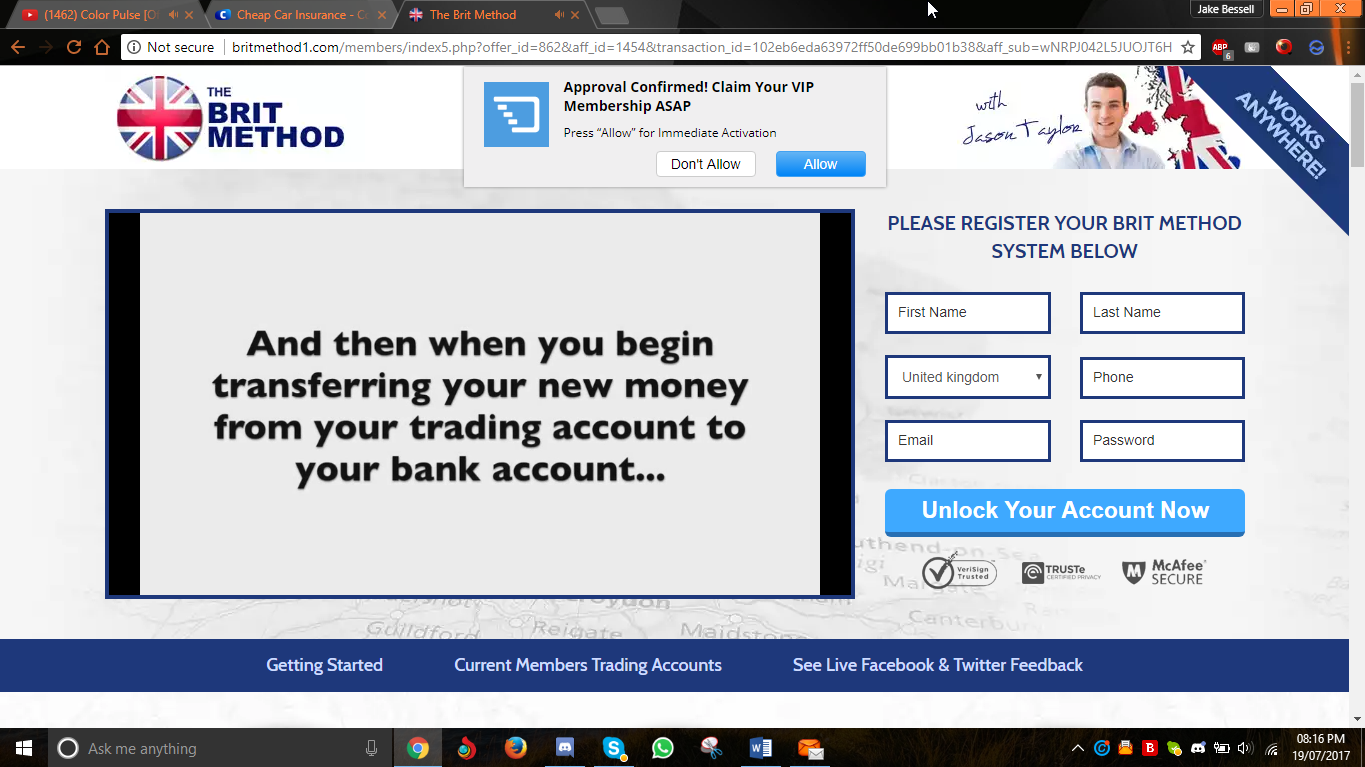 (1462) Color Pulse [O
Cheap Car Insurance - C
The Brit Method
Jake Bessell
Not secure
britmethod1.com/members/index5.php?offer_id=862&aff_id=1454&transaction_id=102eb6eda63972ff50de699bb01b38&aff_sub=wNRPJ042L5JUOJT6H
ABP
6
THE
BRIT
METHOD
Approval Confirmed! Claim Your VIP
Membership ASAP
Press “Allow” for Immediate Activation
Don't Allow
Allow
with
Jason Taylor
WORKS
ANYWHERE!
And then when you begin
transferring your new money
from your trading account to
your bank account...
PLEASE REGISTER YOUR BRIT METHOD
SYSTEM BELOW
First Name
Last Name
United kingdom
Phone
Email
Password
Unlock Your Account Now
VeriSign
Trusted
TRUSTe
CERTIFIED PRIVACY
McAfee
SECURE
Guildford
Reigate
Maidstone
Canterbury
Croydon
Getting Started
Current Members Trading Accounts
See Live Facebook & Twitter Feedback
Ask me anything
08:16 PM
19/07/2017